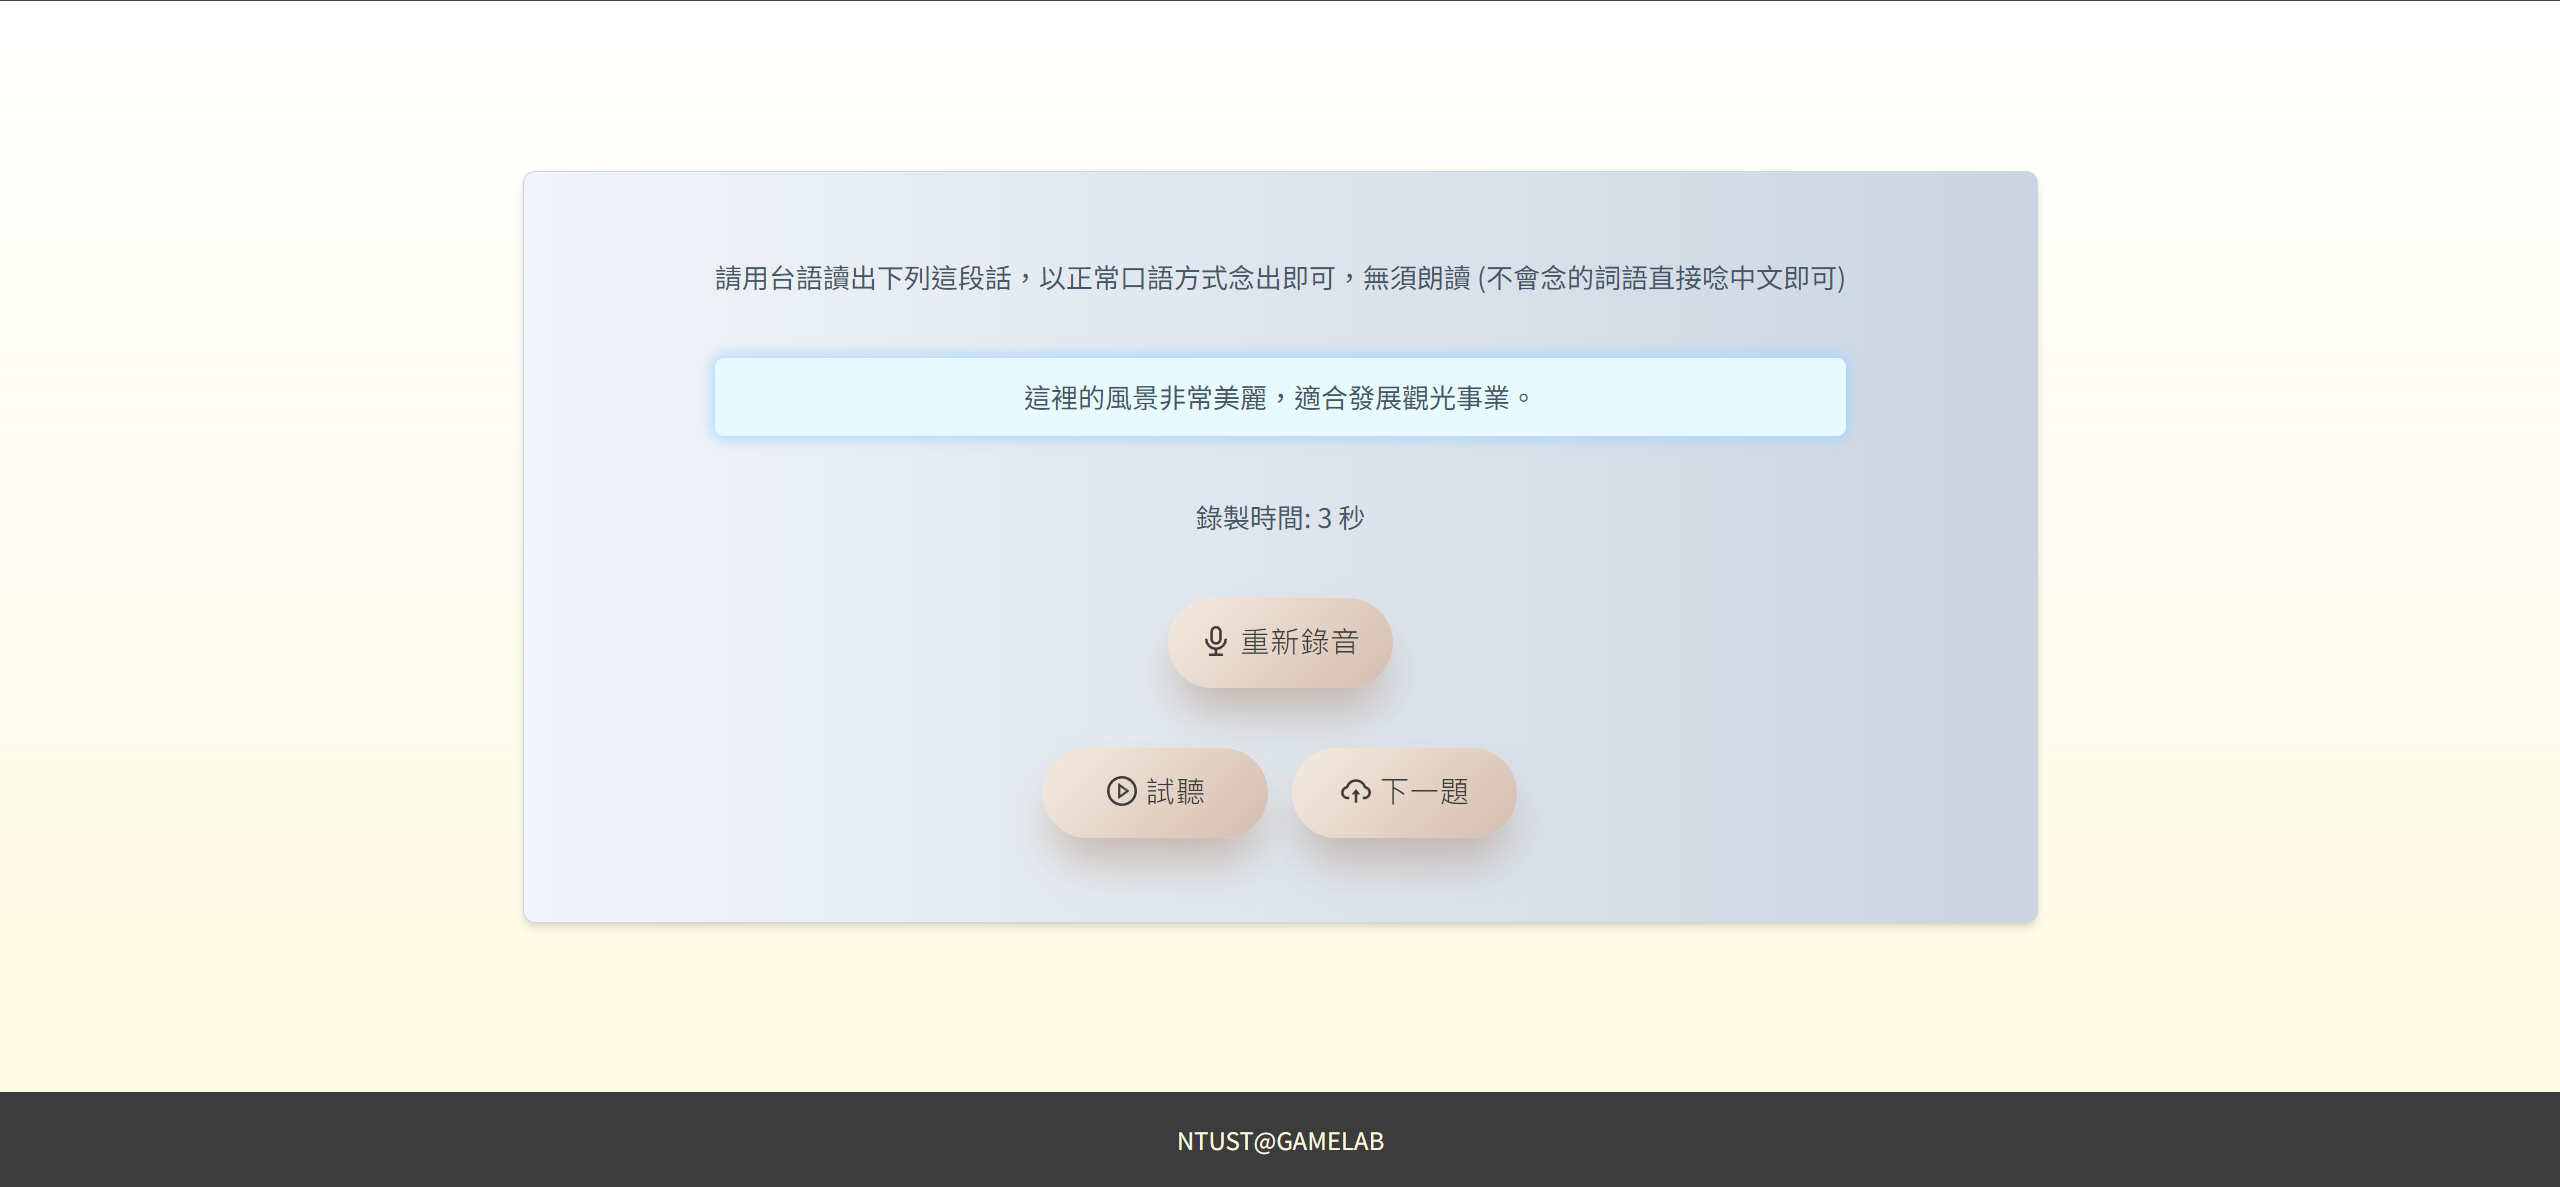 請用台語讀出下列這段話，以正常口語方式念出即可，無須朗讀 (不會念的詞語直接唸中文即可)
這裡的風景非常美麗，適合發展觀光事業。
錄製時間: 3 秒
重新錄音
試聽
下一題
NTUST@GAMELAB